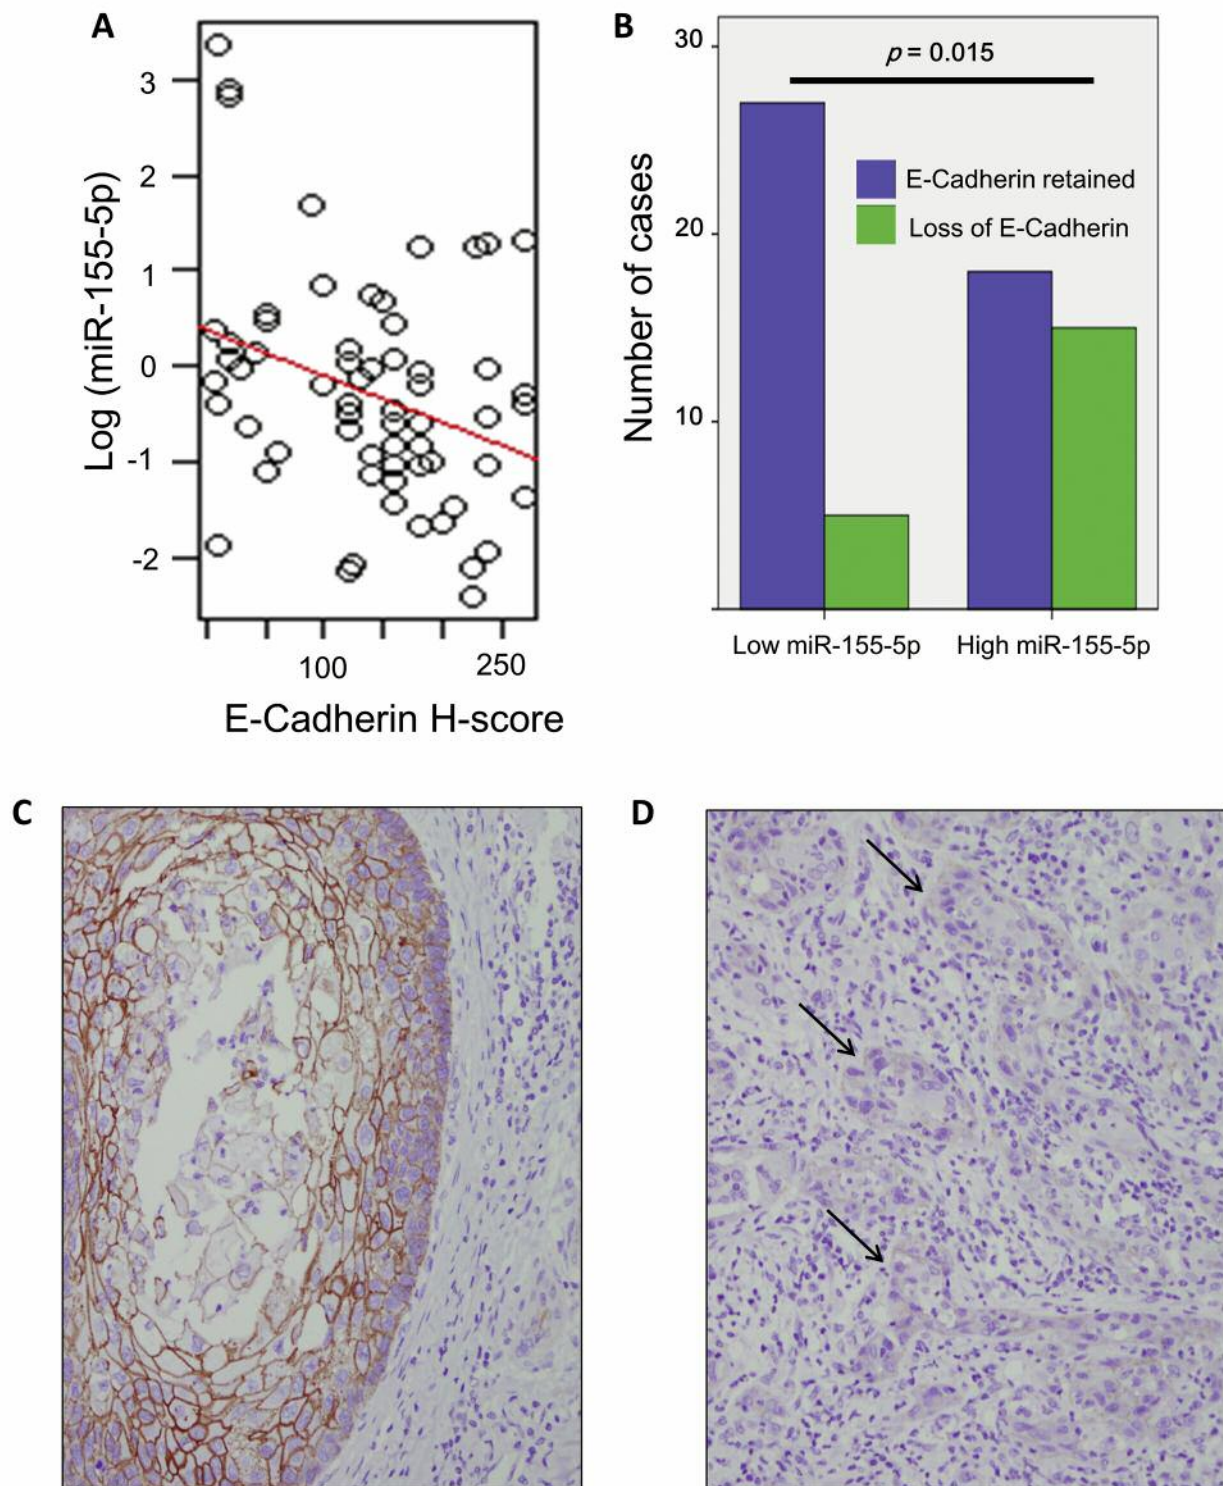 A
3
2
1
0
-1
-2
Log (miR-155-5p)
100
250
E-Cadherin H-score
B
30
20
10
Number of cases
p = 0.015
E-Cadherin retained
Loss of E-Cadherin
Low miR-155-5p
High miR-155-5p
C
D